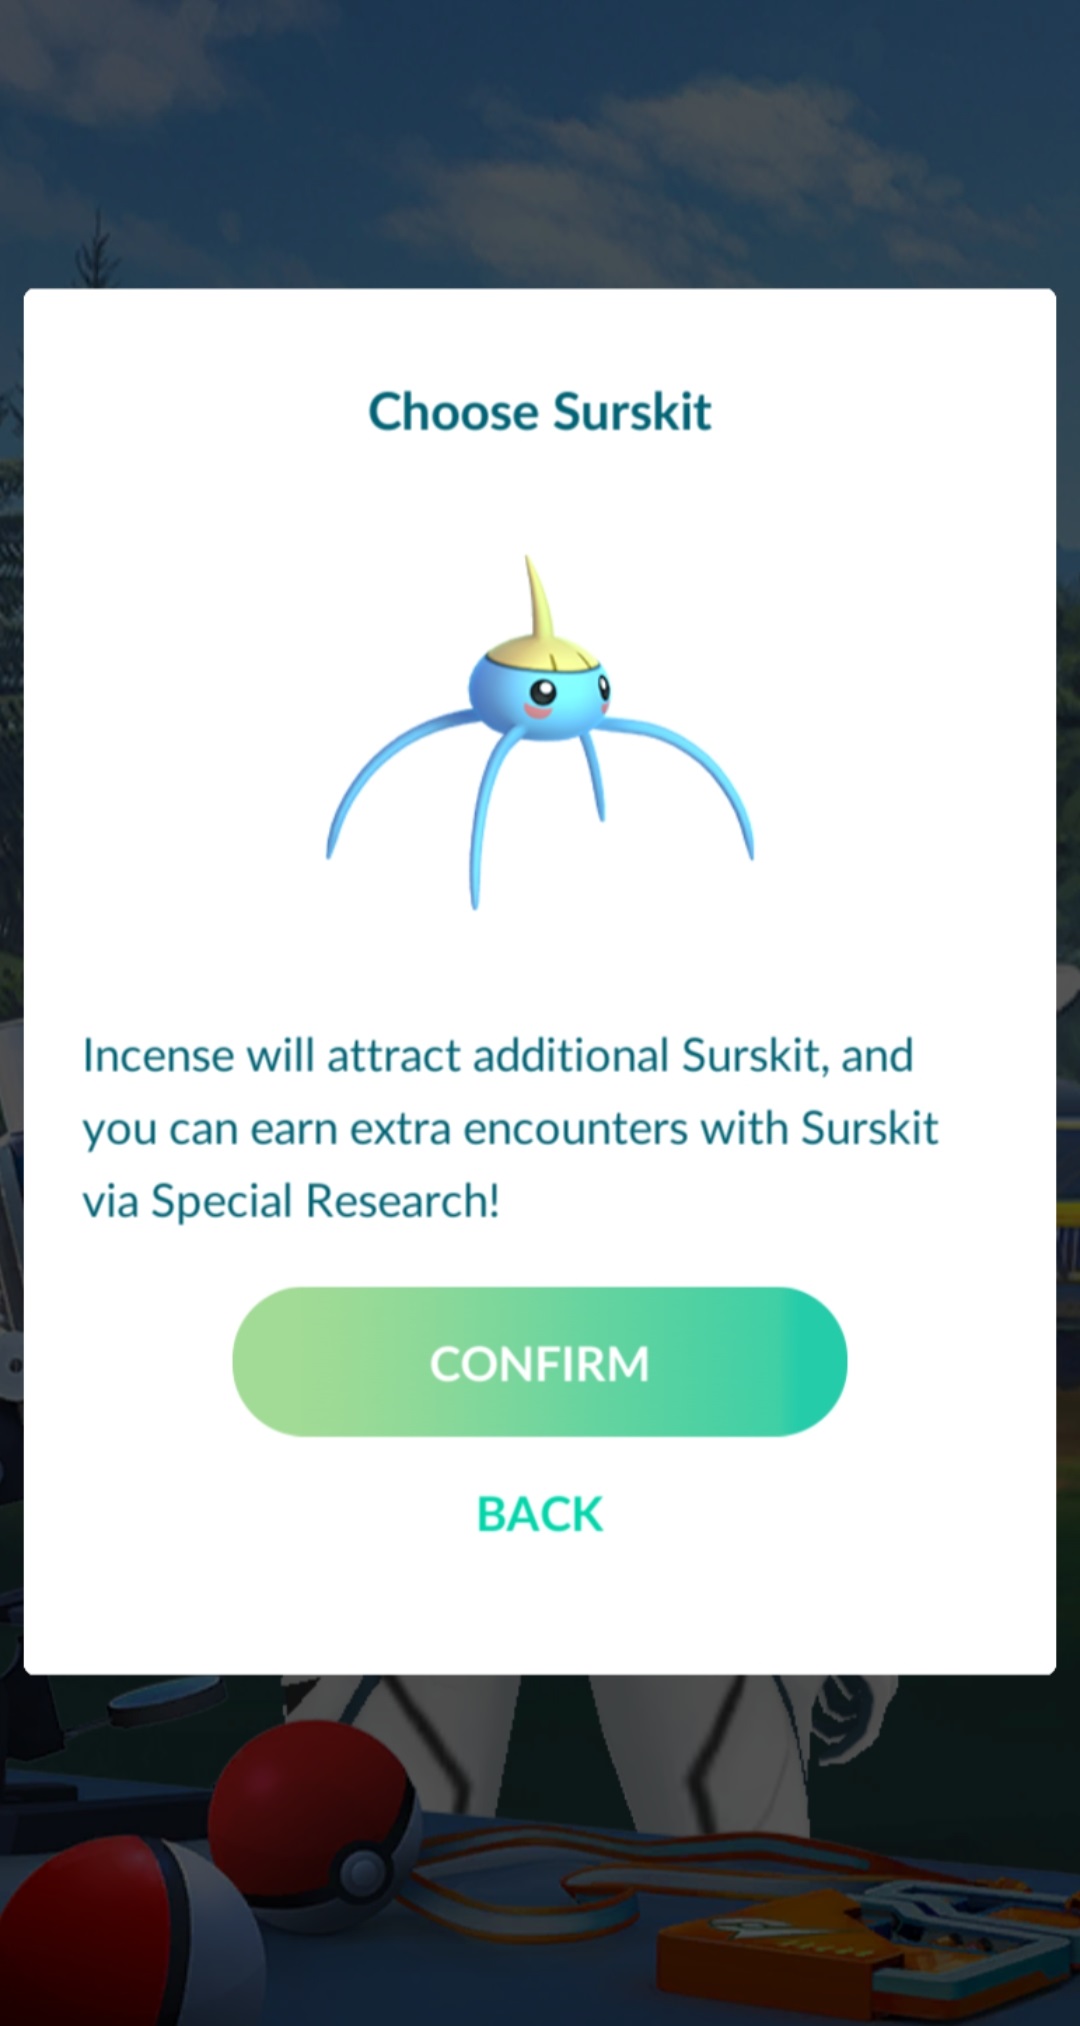 Choose Surskit
Incense will attract additional Surskit, and
you can earn extra encounters with Surskit
via Special Research!
CONFIRM
BACK